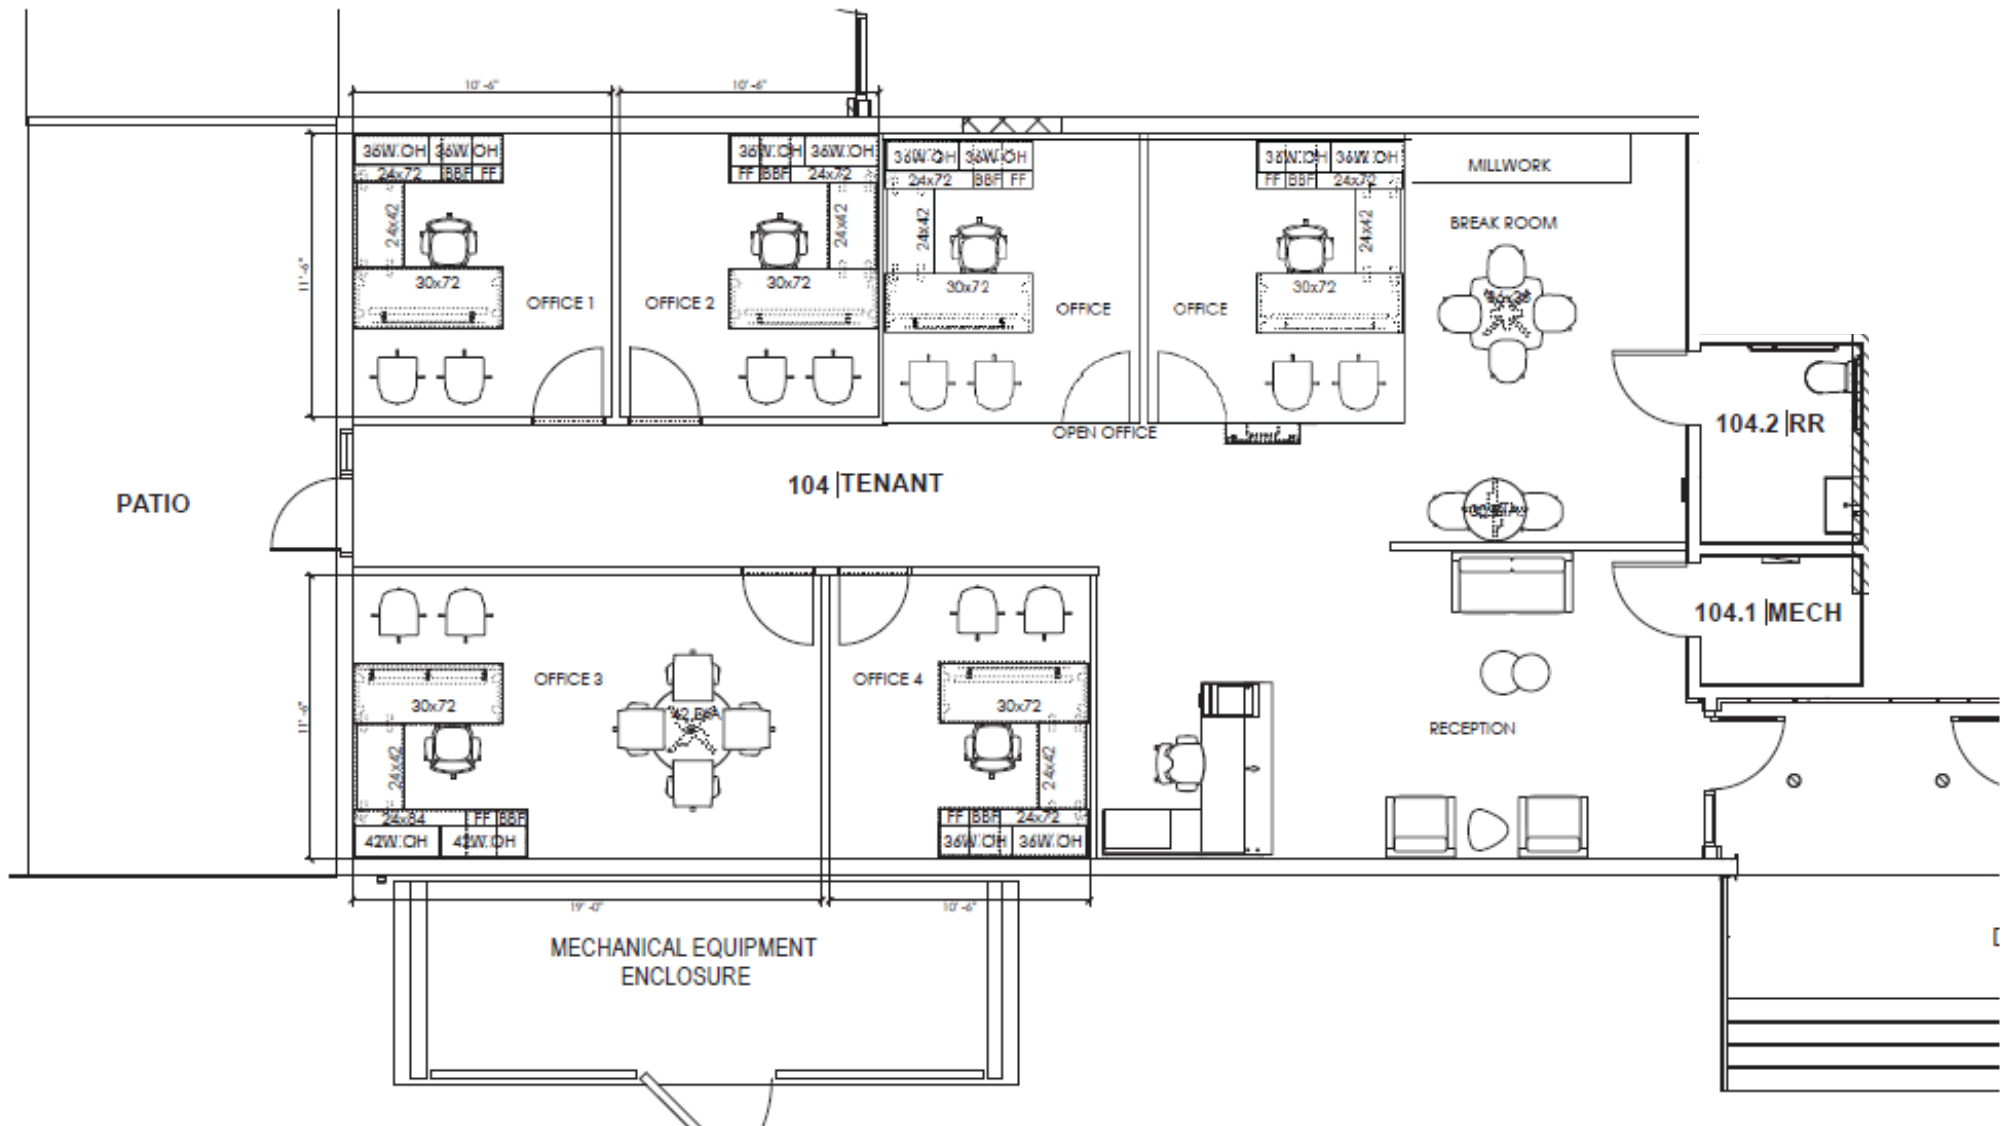 10'-6"
10'-6"
36W.OH 36W.OH
24x72 BBF FF
24x42
30x72
OFFICE 1
11'-6"
36W.OH 36W.OH
FF BBF 24x72
24x42
30x72
OFFICE 2
36W.OH 36W.OH
24x72 BBF FF
24x42
30x72
OFFICE
36W.OH 36W.OH
FF BBF 24x72
24x42
30x72
OFFICE
MILLWORK
BREAK ROOM
OPEN OFFICE
104 TENANT
104.2 RR
PATIO
104.1 MECH
OFFICE 3
30x72
24x42
24x84 FF BBF
42W.OH 42W.OH
42 DIA
11'-6"
OFFICE 4
30x72
24x42
FF BBF 24x72
36W.OH 36W.OH
RECEPTION
19'-0"
10'-6"
MECHANICAL EQUIPMENT
ENCLOSURE